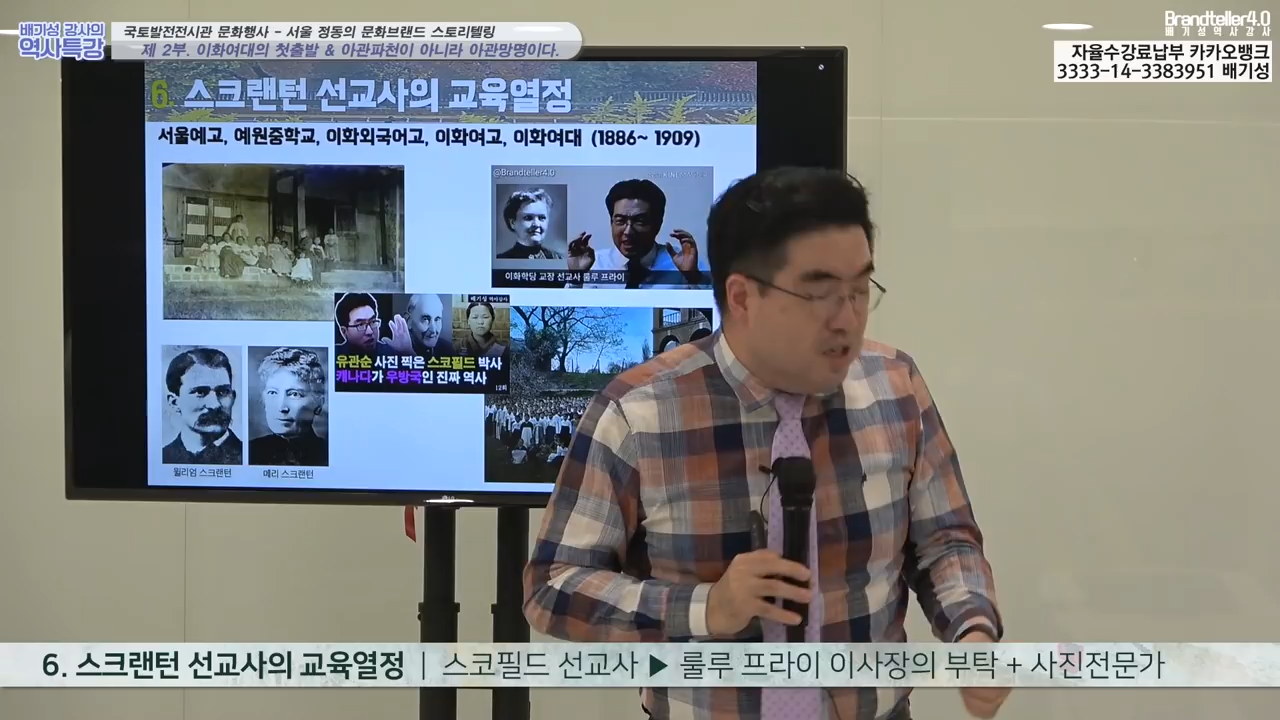 배기성 강사의
역사특강
국토발전전시관 문화행사 - 서울 정동의 문화브랜드 스토리텔링
제 2부. 이화여대의 첫출발 & 아관파천이 아니라 아관망명이다.
Brandteller4.0
배기성역사강사
자율수강료납부 카카오뱅크
3333-14-3383951 배기성
6. 스크랜턴 선교사의 교육열정
서울예고, 예원중학교, 이화외국어고, 이화여고, 이화여대 (1886~ 1909)
@Brandteller4.0
이화학당 교장 선교사 룰루 프라이
배기성 역사강사
유관순 사진 찍은 스코필드 박사
캐나다가 우방국인 진짜 역사
12회
윌리엄 스크랜턴
메리 스크랜턴
LG
6. 스크랜턴 선교사의 교육열정 | 스코필드 선교사 ▶ 룰루 프라이 이사장의 부탁 + 사진전문가